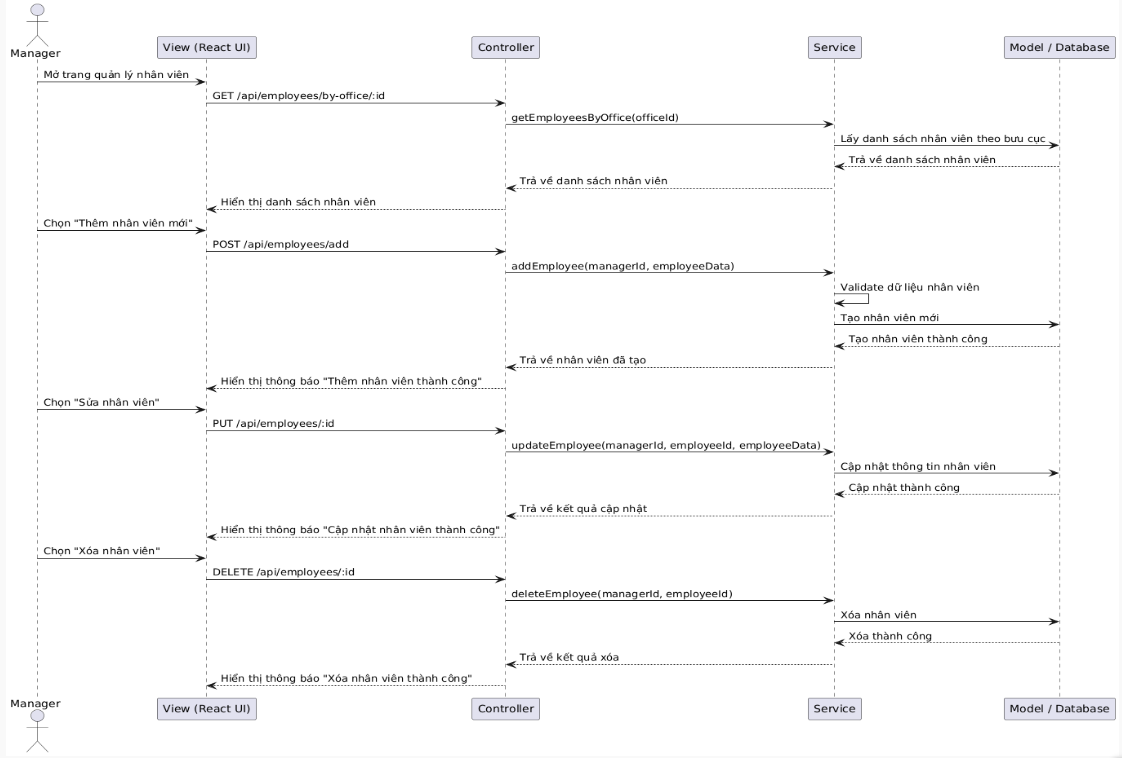 Manager
View (React UI)
Controller
Service
Model / Database
Mở trang quản lý nhân viên
GET /api/employees/by-office/:id
getEmployeesByOffice(officeId)
Lấy danh sách nhân viên theo bưu cục
Trả về danh sách nhân viên
Trả về danh sách nhân viên
Hiển thị danh sách nhân viên
Chọn "Thêm nhân viên mới"
POST /api/employees/add
addEmployee(managerId, employeeData)
Validate dữ liệu nhân viên
Tạo nhân viên mới
Tạo nhân viên thành công
Trả về nhân viên đã tạo
Hiển thị thông báo "Thêm nhân viên thành công"
Chọn "Sửa nhân viên"
PUT /api/employees/:id
updateEmployee(managerId, employeeId, employeeData)
Cập nhật thông tin nhân viên
Cập nhật thành công
Trả về kết quả cập nhật
Hiển thị thông báo "Cập nhật nhân viên thành công"
Chọn "Xóa nhân viên"
DELETE /api/employees/:id
deleteEmployee(managerId, employeeId)
Xóa nhân viên
Xóa thành công
Trả về kết quả xóa
Hiển thị thông báo "Xóa nhân viên thành công"
Manager
View (React UI)
Controller
Service
Model / Database